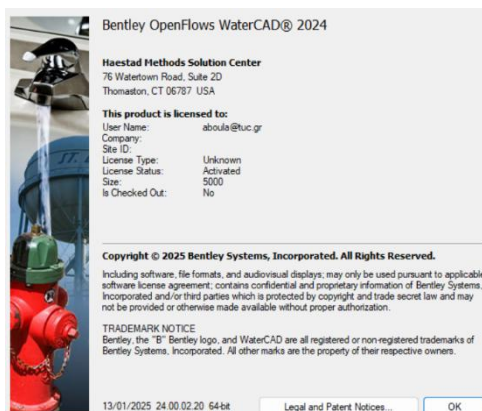 Bentley OpenFlows WaterCAD® 2024
Haestad Methods Solution Center
76 Watertown Road, Suite 2D
Thomaston, CT 06787 USA
This product is licensed to:
User Name: aboula@tuc.gr
Company:
Site ID:
License Type: Unknown
License Status: Activated
Size: 5000
Is Checked Out: No
Copyright © 2025 Bentley Systems, Incorporated. All Rights Reserved.
Including software, file formats, and audiovisual displays; may only be used pursuant to applicable
software license agreement; contains confidential and proprietary information of Bentley Systems,
Incorporated and/or third parties which is protected by copyright and trade secret law and may
not be provided or otherwise made available without proper authorization.
TRADEMARK NOTICE
Bentley, the "B" Bentley logo, and WaterCAD are all registered or non-registered trademarks of
Bentley Systems, Incorporated. All other marks are the property of their respective owners.
13/01/2025 24.00.02.20 64-bit Legal and Patent Notices... OK